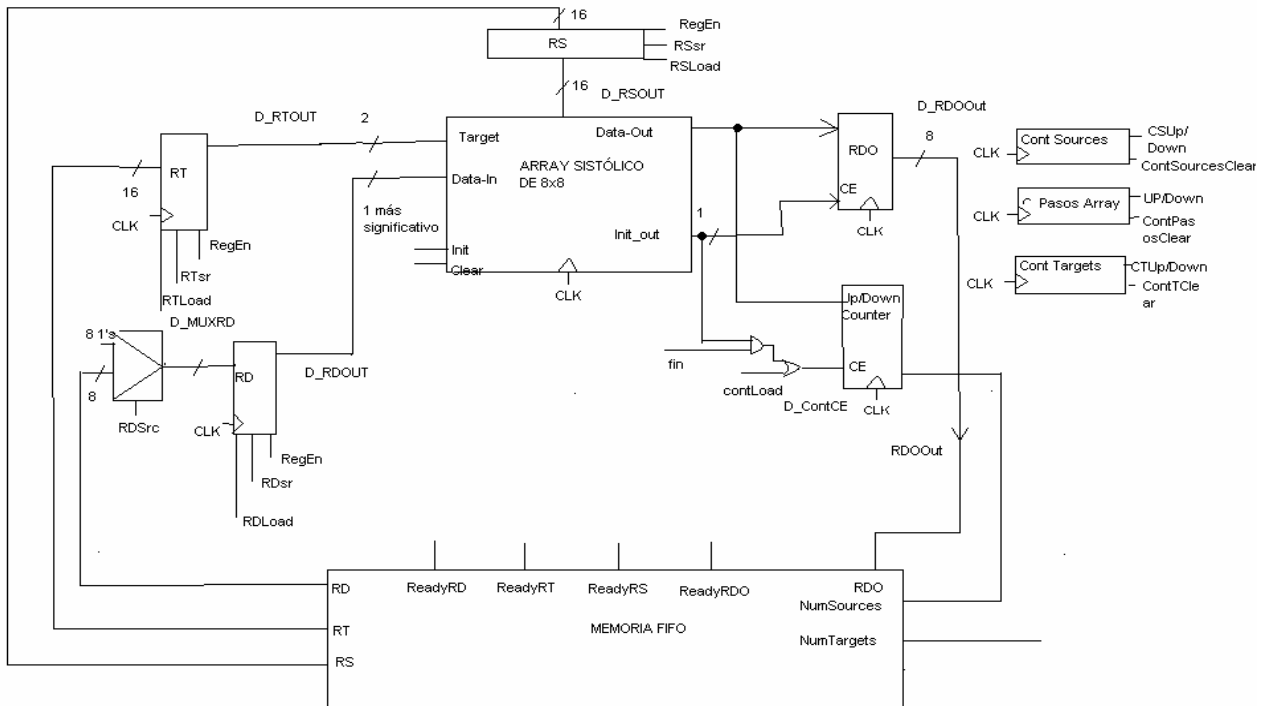 16
RegEn
RS
RSsr
RSLoad
16
D_RSOUT
D_RTOUT
2
Target
Data-Out
ARRAY SISTÓLICO
DE 8x8
Data-In
1 más
significativo
Init
Clear
Init_out
1
CLK
RT
16
CLK
RegEn
RTsr
RTLoad
D_MUXRD
8 1's
8
RDSrc
RD
CLK
D_RDOUT
RegEn
RDsr
RDLoad
D_RDOOut
8
RDO
CE
CLK
Up/Down
Counter
CE
CLK
fin
contLoad
D_ContCE
RDOOut
Cont Sources
CLK
CSUp/
Down
ContSourcesClear
C Pasos Array
CLK
UP/Down
ContPas
osClear
Cont Targets
CLK
CTUp/Down
ContTCle
ar
RD
ReadyRD
ReadyRT
ReadyRS
ReadyRDO
RDO
NumSources
RT
MEMORIA FIFO
NumTargets
RS